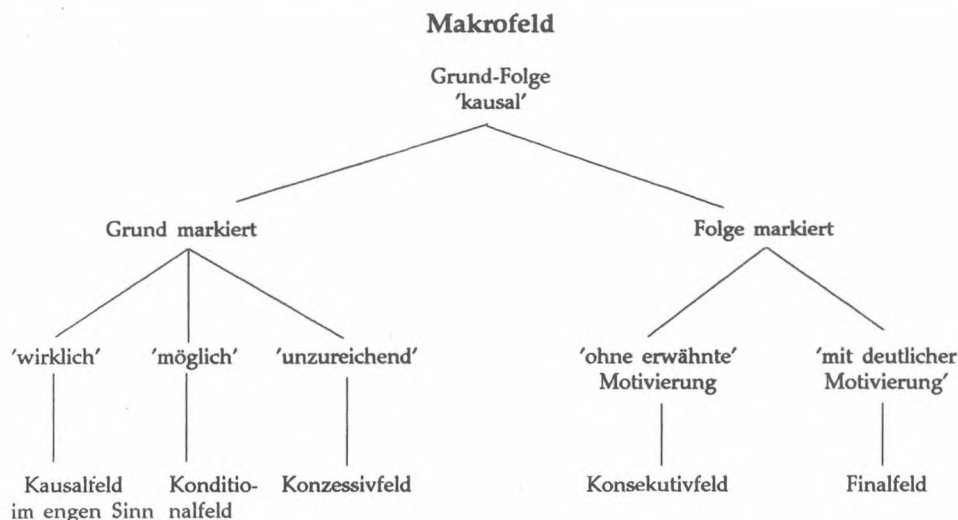 Makrofeld
Grund-Folge
'kausal'
Grund markiert
Folge markiert
'wirklich'
'möglich'
'unzureichend'
'ohne erwähnte'
Motivierung
'mit deutlicher
Motivierung'
Kausalfeld
im engen Sinn
Konditio-
nalfeld
Konzessivfeld
Konsekutivfeld
Finalfeld